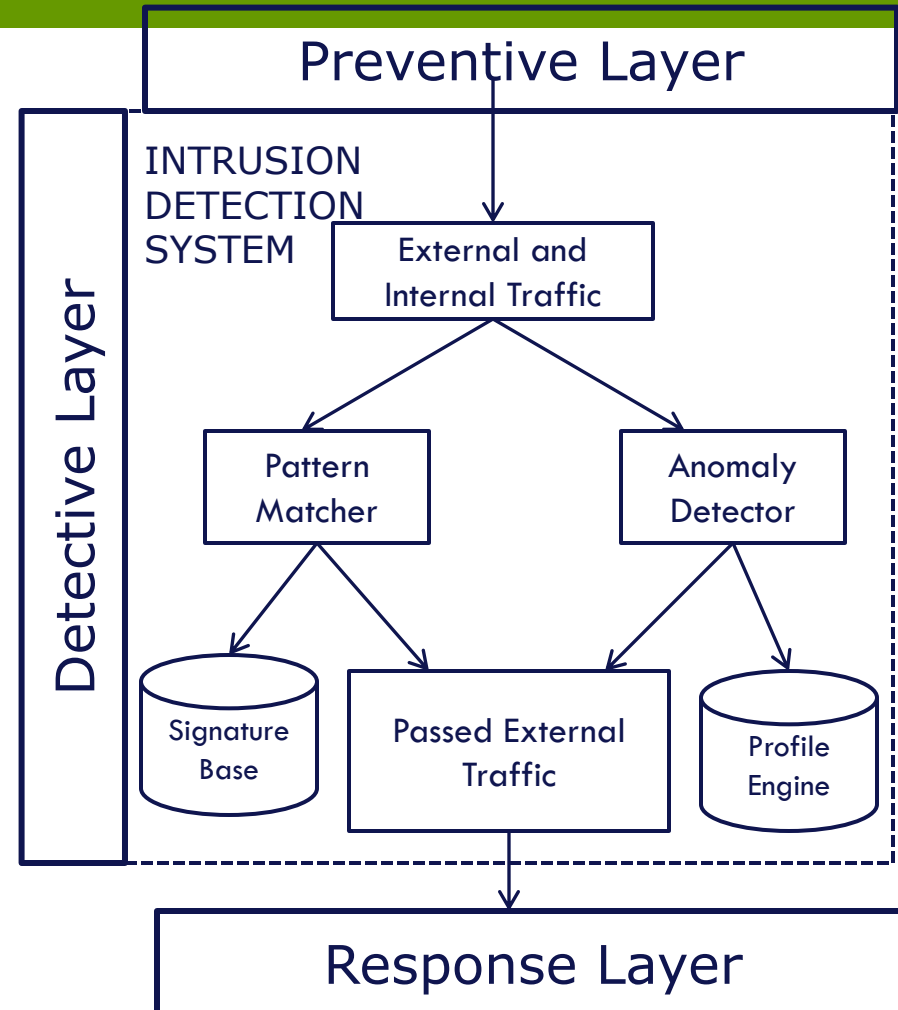 Preventive Layer
INTRUSION
DETECTION
SYSTEM
External and
Internal Traffic
Detective Layer
Pattern
Matcher
Anomaly
Detector
Signature
Base
Passed External
Traffic
Profile
Engine
Response Layer